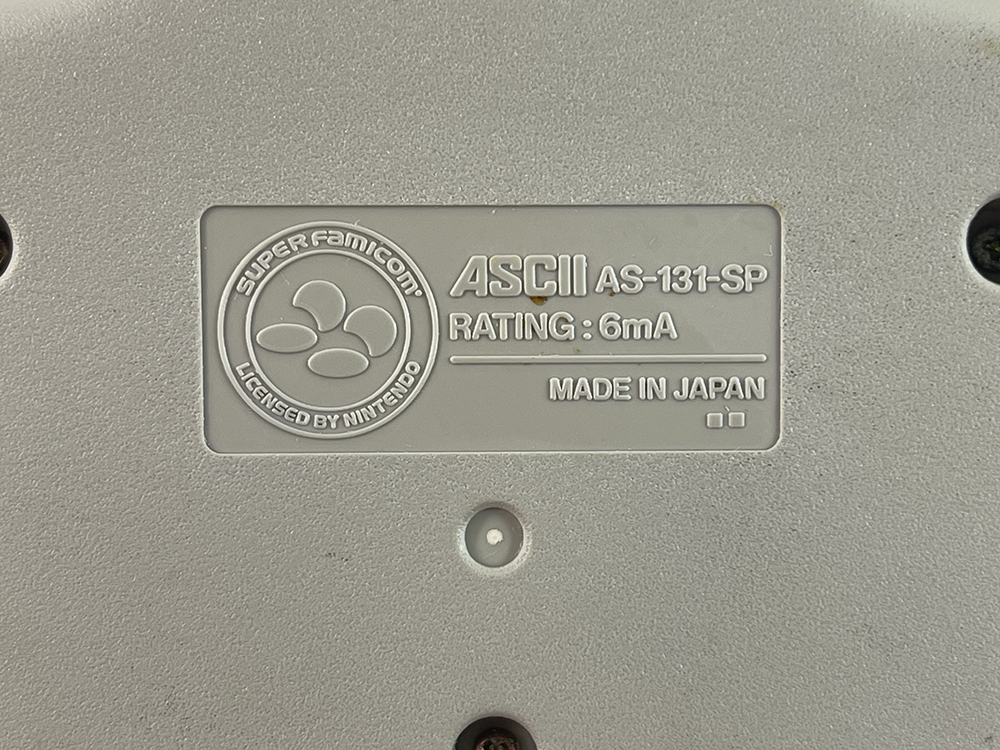 SUPER FAMICOM
LICENSED BY NINTENDO
ASCII AS-131-SP
RATING : 6mA
MADE IN JAPAN